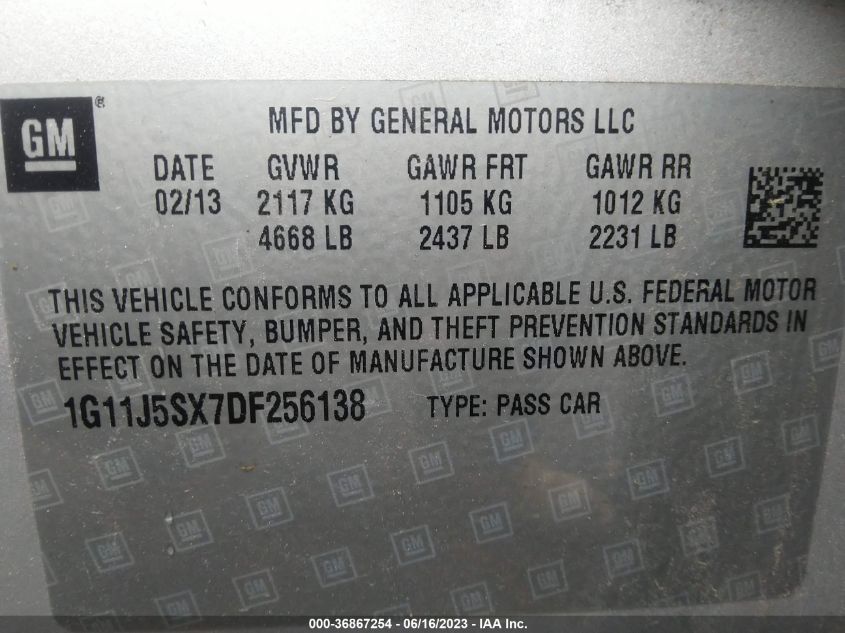 GM
®
MFD BY GENERAL MOTORS LLC
DATE GVWR GAWR FRT GAWR RR
02/13 2117 KG 1105 KG 1012 KG
4668 LB 2437 LB 2231 LB
THIS VEHICLE CONFORMS TO ALL APPLICABLE U.S. FEDERAL MOTOR
VEHICLE SAFETY, BUMPER, AND THEFT PREVENTION STANDARDS IN
EFFECT ON THE DATE OF MANUFACTURE SHOWN ABOVE.
1G11J5SX7DF256138 TYPE: PASS CAR
000-36867254 - 06/16/2023 - IAA Inc.